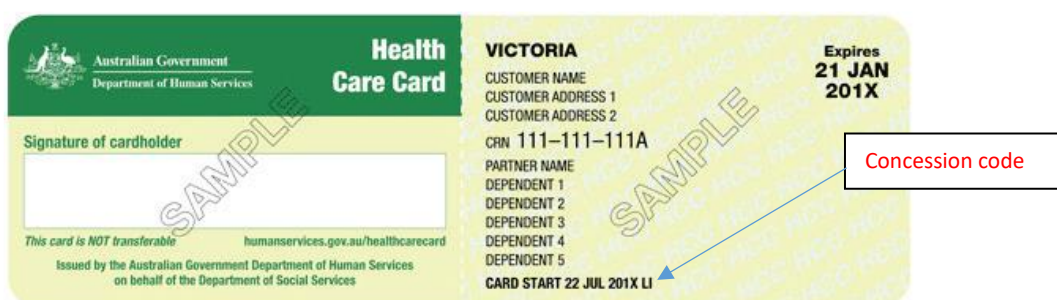 Australian Government
Department of Human Services
Health
Care Card
Signature of cardholder
SAMPLE
This card is NOT transferable
humanservices.gov.au/healthcarecard
Issued by the Australian Government Department of Human Services
on behalf of the Department of Social Services
VICTORIA
CUSTOMER NAME
CUSTOMER ADDRESS 1
CUSTOMER ADDRESS 2
CRN 111–111–111A
PARTNER NAME
DEPENDENT 1
DEPENDENT 2
DEPENDENT 3
DEPENDENT 4
DEPENDENT 5
CARD START 22 JUL 201X LI
SAMPLE
Expires
21 JAN
201X
Concession code